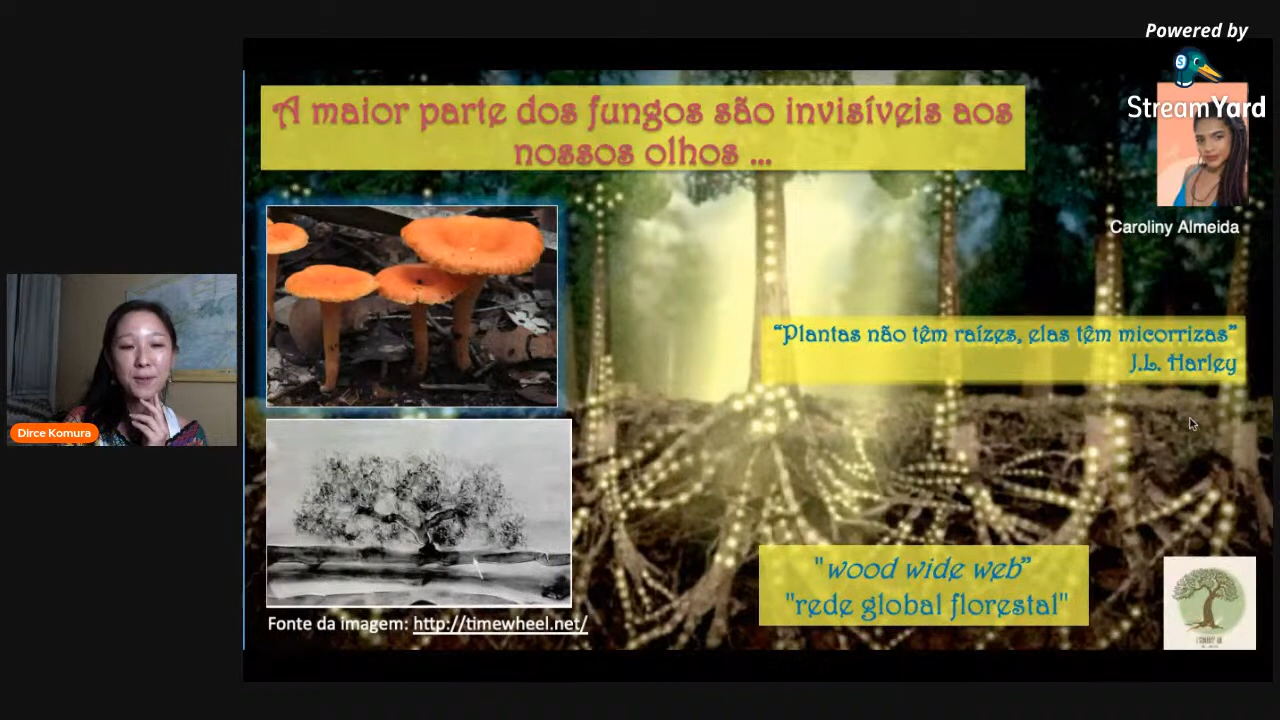 Powered by
StreamYard
A maior parte dos fungos são invisíveis aos
nossos olhos ...
Caroliny Almeida
“Plantas não têm raízes, elas têm micorrizas”
J.L. Harley
Dirce Komura
"wood wide web”
"rede global florestal"
Fonte da imagem: http://timewheel.net/